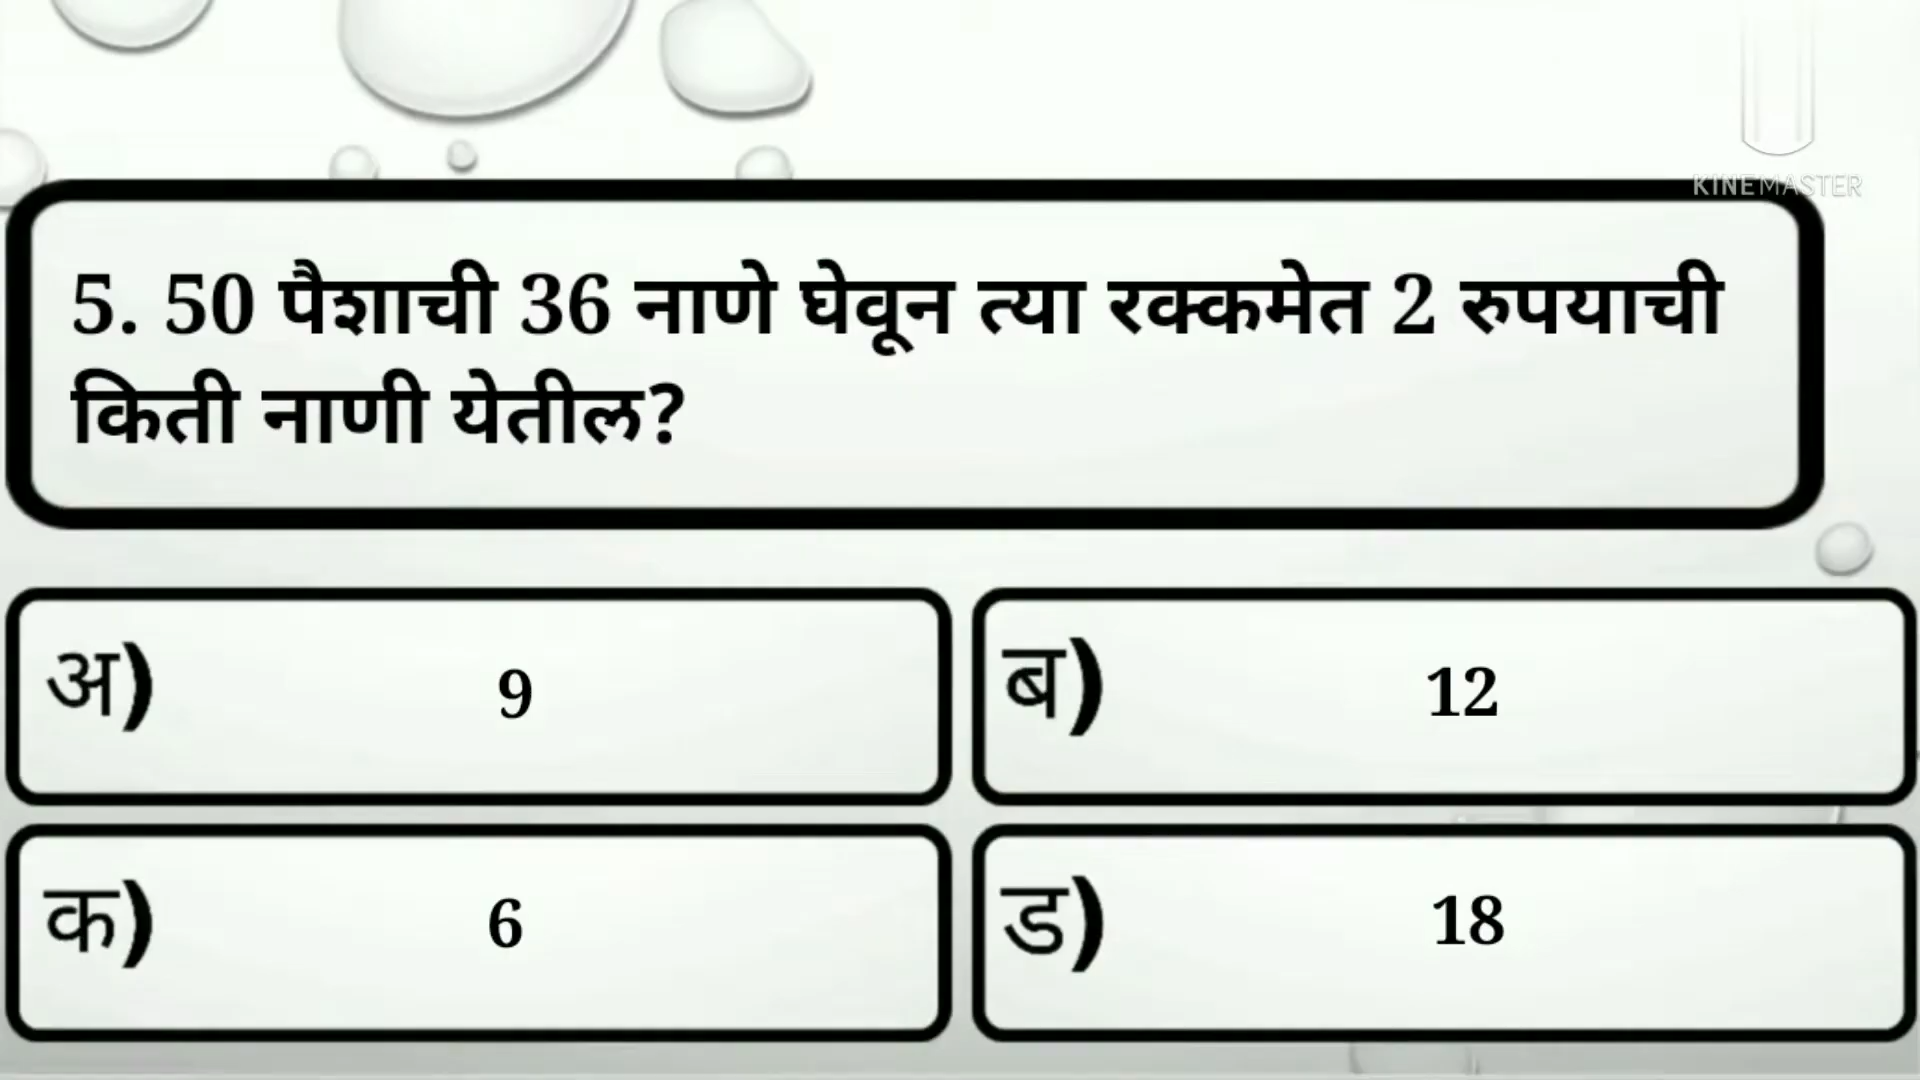 KINEMASTER
5. 50 पैशाची 36 नाणे घेवून त्या रक्कमेत 2 रुपयाची
किती नाणी येतील?
अ) 9
ब) 12
क) 6
ड) 18